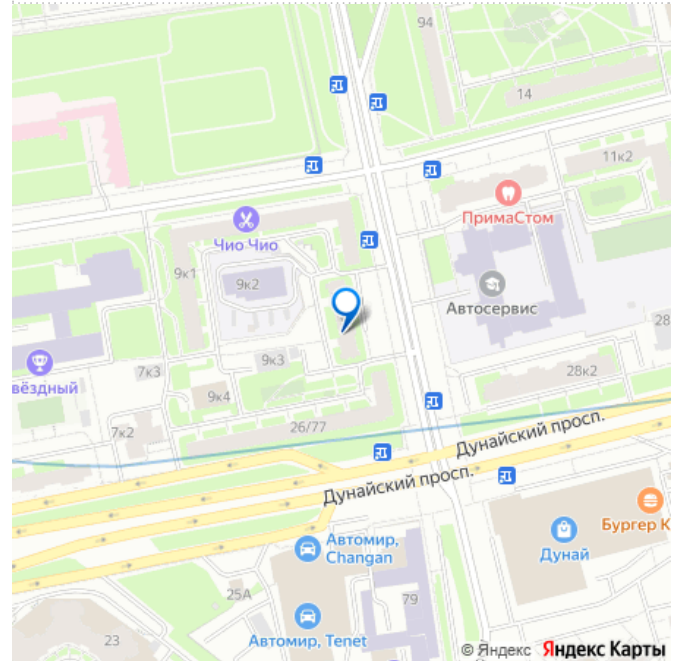 94
14
11к2
ПримаСтом
Чио Чио
9к1
9к2
Автосервис
28
вёздный
7к3
9к3
9к4
28к2
7к2
26/77
Дунайский просп.
Дунайский просп.
Бургер К
Автомир,
Changan
Дунай
25А
79
23
Автомир, Tenet
© Яндекс Яндекс Карты